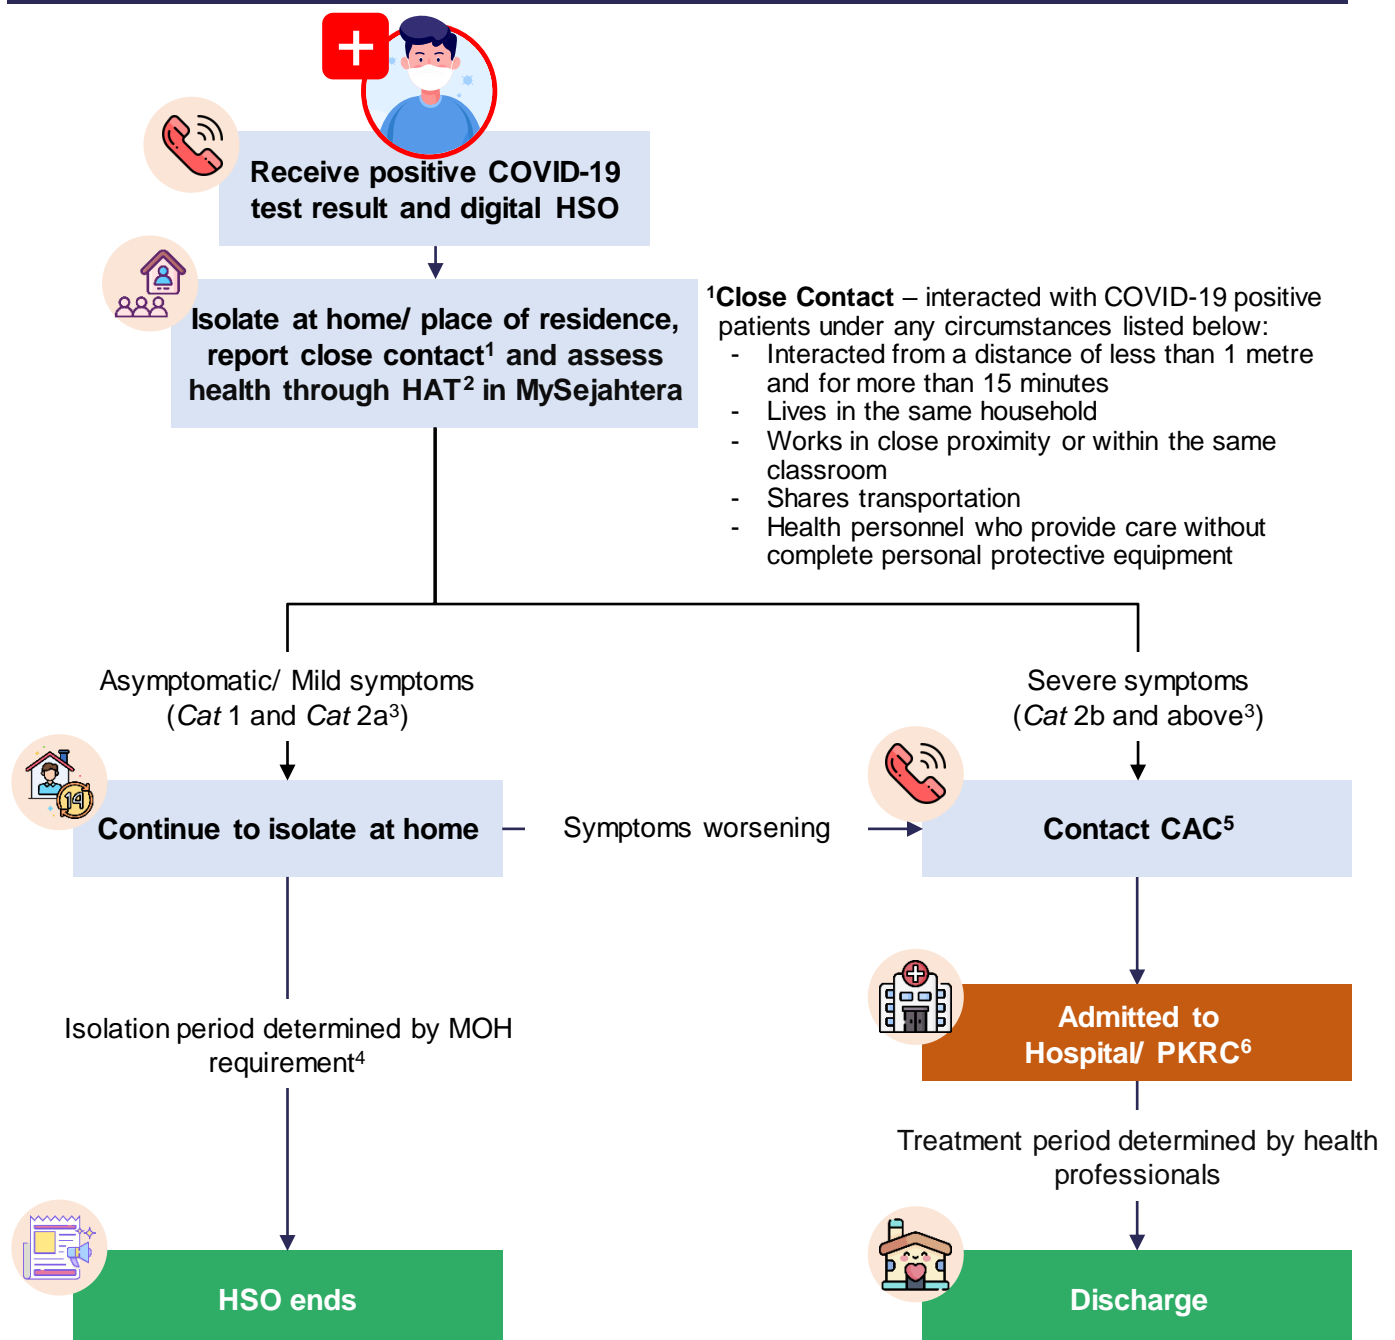 Receive positive COVID-19
test result and digital HSO
Isolate at home/ place of residence,
report close contact¹ and assess
health through HAT² in MySejahtera
¹Close Contact – interacted with COVID-19 positive
patients under any circumstances listed below:
- Interacted from a distance of less than 1 metre
and for more than 15 minutes
- Lives in the same household
- Works in close proximity or within the same
classroom
- Shares transportation
- Health personnel who provide care without
complete personal protective equipment
Asymptomatic/ Mild symptoms
(Cat 1 and Cat 2a³)
Severe symptoms
(Cat 2b and above³)
14
Continue to isolate at home
Symptoms worsening
Contact CAC⁵
Isolation period determined by MOH
requirement⁴
Admitted to
Hospital/ PKRC⁶
Treatment period determined by health
professionals
HSO ends
Discharge